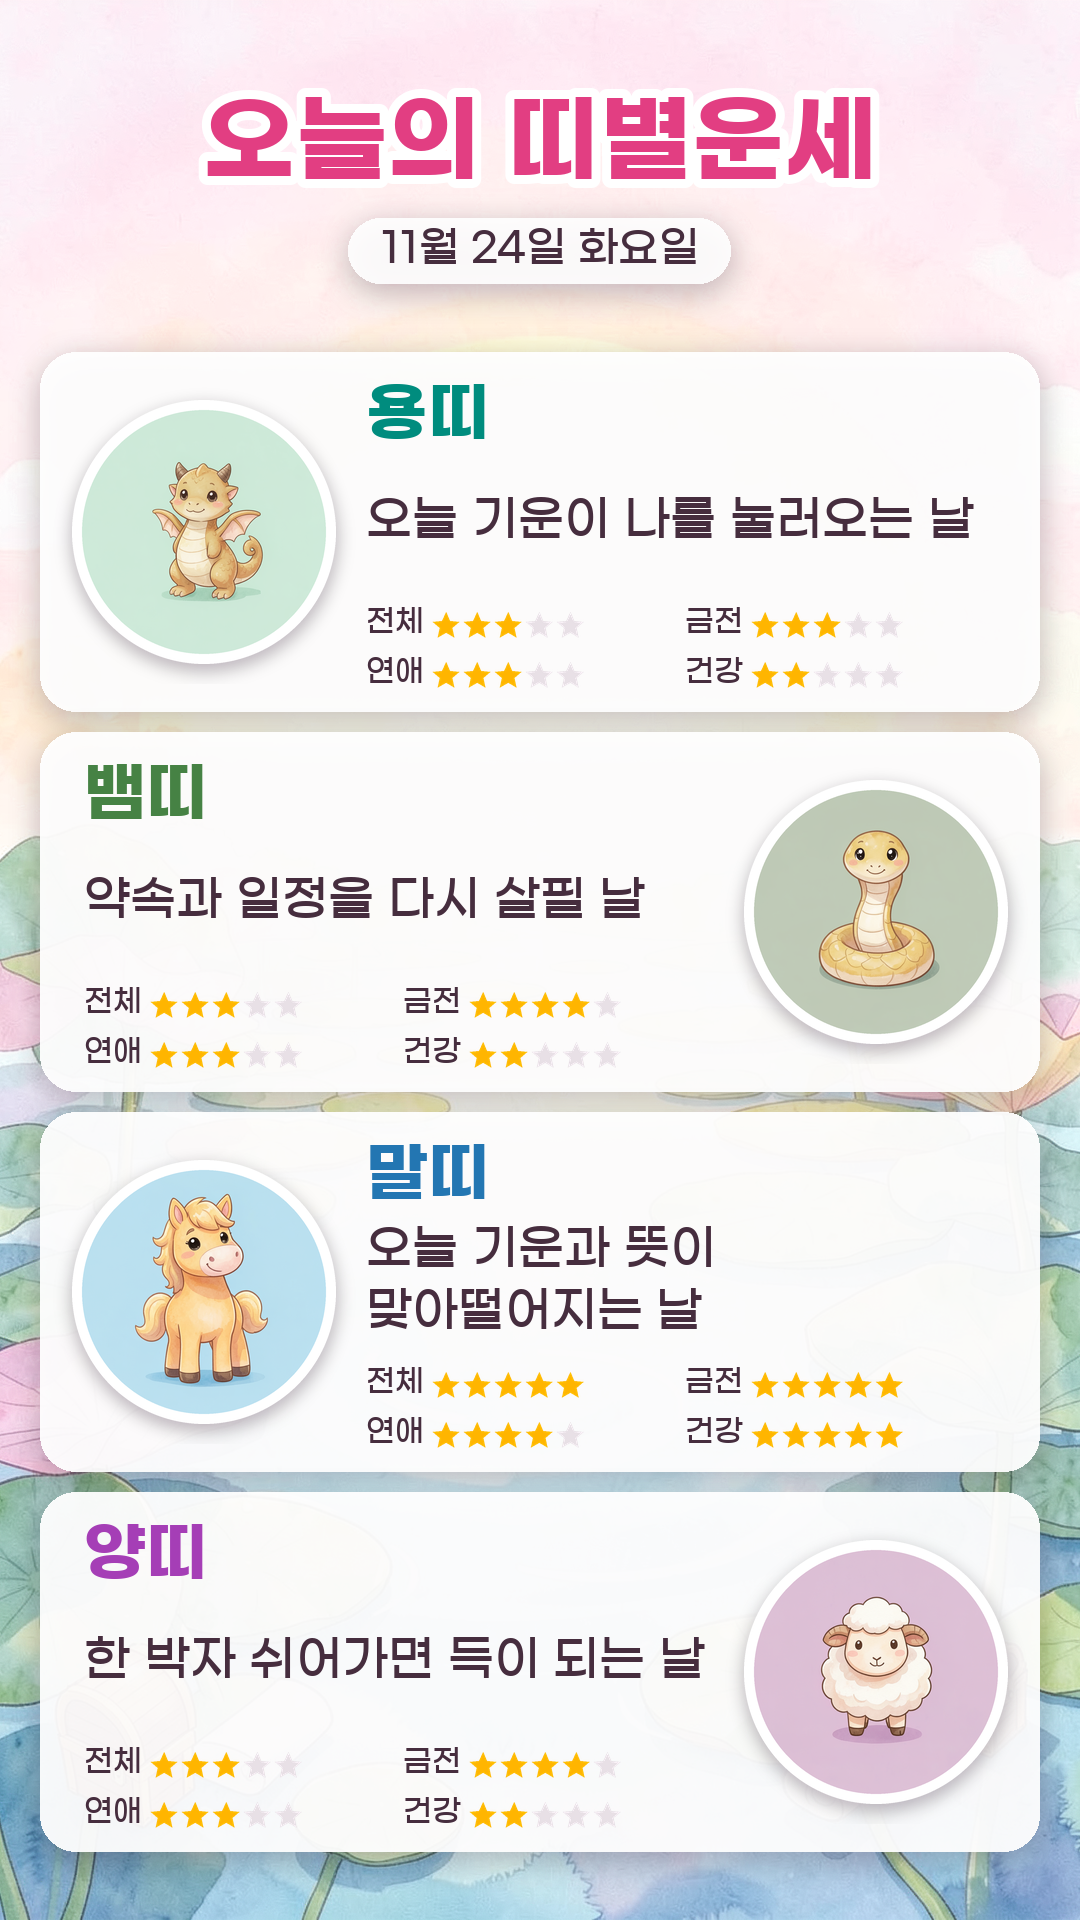 오늘의 띠별운세
11월 24일 화요일
용띠
오늘 기운이 나를 눌러오는 날
전체 ★★★★★ 금전 ★★★★★
연애 ★★★★★ 건강 ★★★★★
뱀띠
약속과 일정을 다시 살필 날
전체 ★★★★★ 금전 ★★★★★
연애 ★★★★★ 건강 ★★★★★
말띠
오늘 기운과 뜻이
맞아떨어지는 날
전체 ★★★★★ 금전 ★★★★★
연애 ★★★★★ 건강 ★★★★★
양띠
한 박자 쉬어가면 득이 되는 날
전체 ★★★★★ 금전 ★★★★★
연애 ★★★★★ 건강 ★★★★★